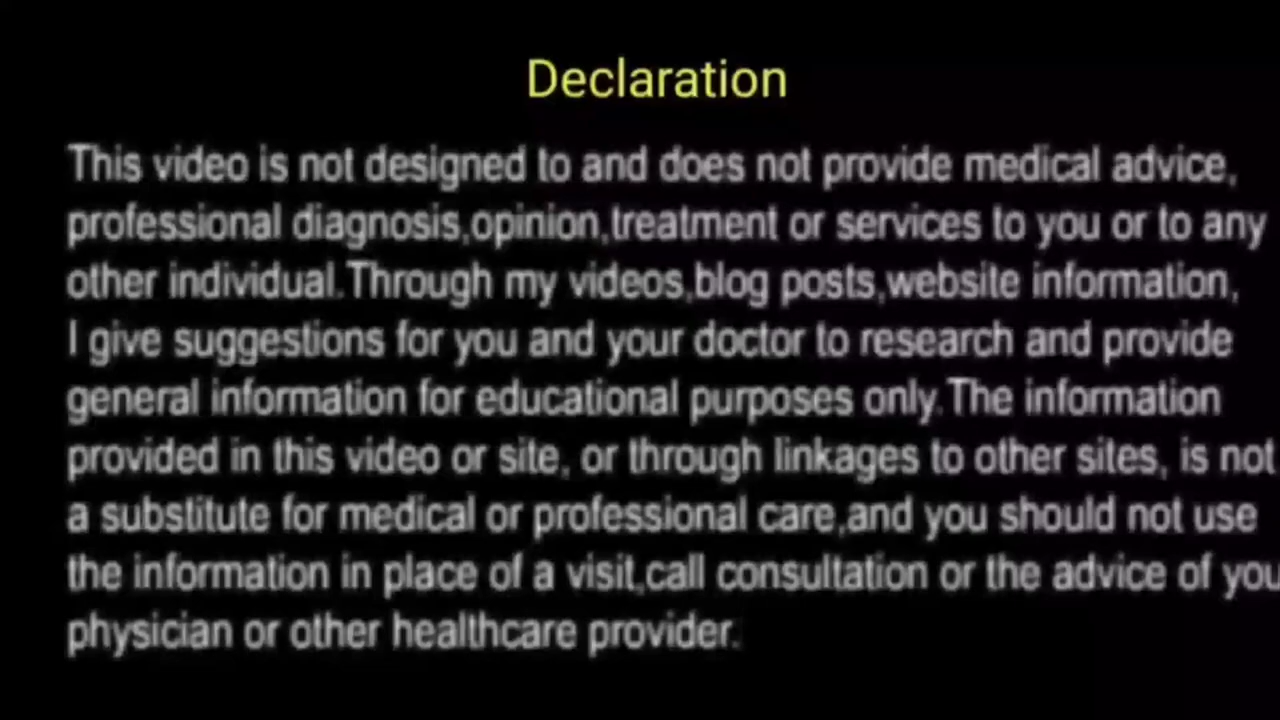 Declaration
This video is not designed to and does not provide medical advice,
professional diagnosis,opinion,treatment or services to you or to any
other individual.Through my videos,blog posts,website information,
I give suggestions for you and your doctor to research and provide
general information for educational purposes only.The information
provided in this video or site, or through linkages to other sites, is not
a substitute for medical or professional care,and you should not use
the information in place of a visit,call consultation or the advice of you
physician or other healthcare provider.